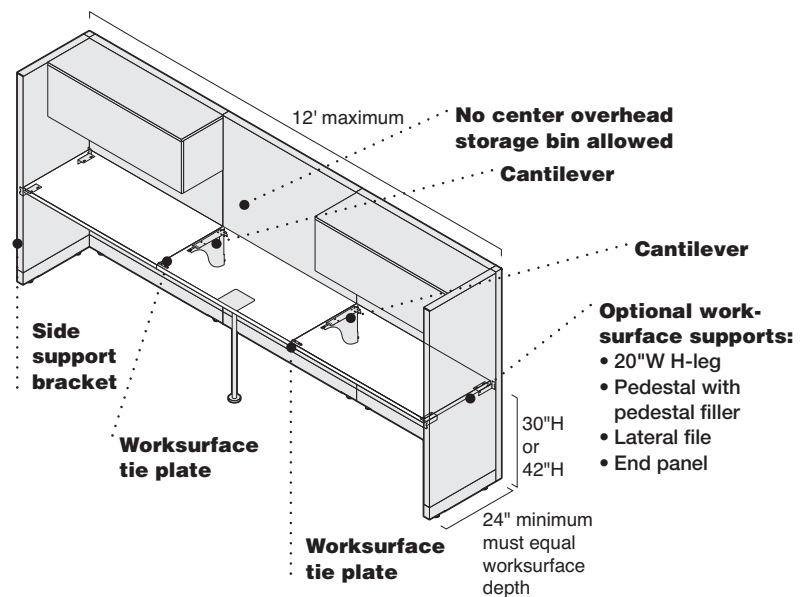 12' maximum
No center overhead
storage bin allowed
Cantilever
Cantilever
Optional work-
surface supports:
• 20"W H-leg
• Pedestal with
pedestal filler
• Lateral file
• End panel
Side
support
bracket
30"H
or
42"H
Worksurface
tie plate
24" minimum
must equal
worksurface
depth
Worksurface
tie plate